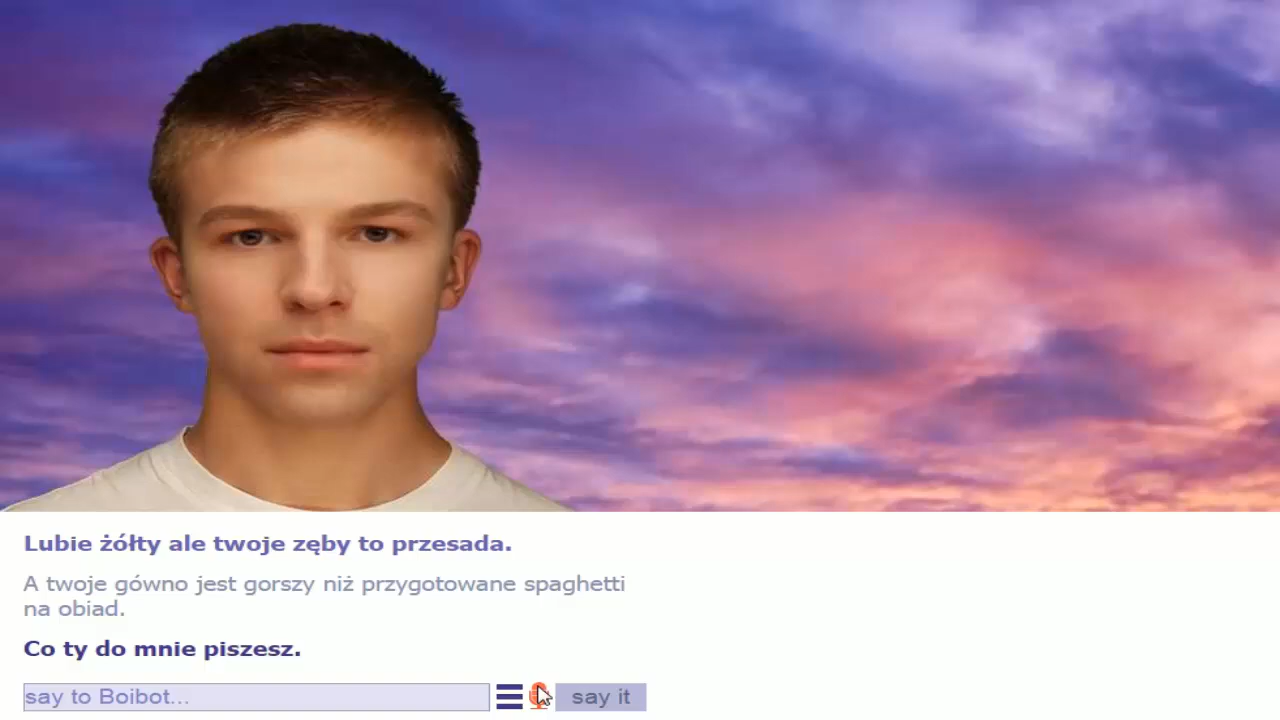 Lubie żółty ale twoje zęby to przesada.
A twoje gówno jest gorszy niż przygotowane spaghetti
na obiad.
Co ty do mnie piszesz.
say to Boibot...
say it